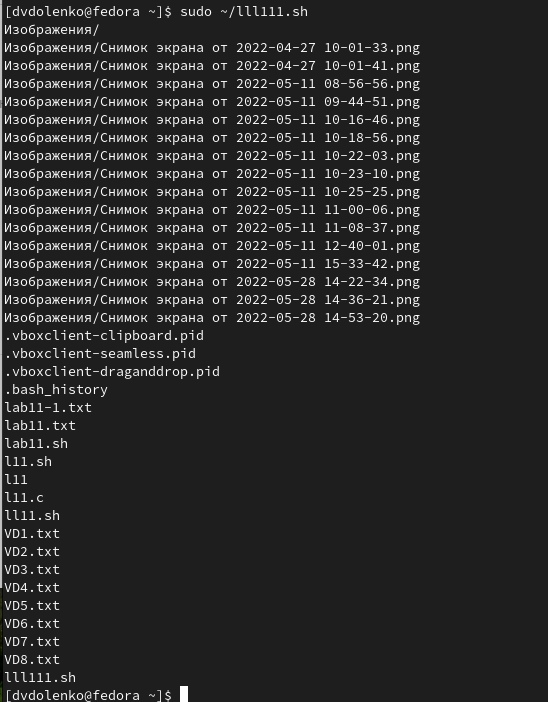 [dvdolenko@fedora ~]$ sudo ~/lll111.sh
Изображения/
Изображения/Снимок экрана от 2022-04-27 10-01-33.png
Изображения/Снимок экрана от 2022-04-27 10-01-41.png
Изображения/Снимок экрана от 2022-05-11 08-56-56.png
Изображения/Снимок экрана от 2022-05-11 09-44-51.png
Изображения/Снимок экрана от 2022-05-11 10-16-46.png
Изображения/Снимок экрана от 2022-05-11 10-18-56.png
Изображения/Снимок экрана от 2022-05-11 10-22-03.png
Изображения/Снимок экрана от 2022-05-11 10-23-10.png
Изображения/Снимок экрана от 2022-05-11 10-25-25.png
Изображения/Снимок экрана от 2022-05-11 11-00-06.png
Изображения/Снимок экрана от 2022-05-11 11-08-37.png
Изображения/Снимок экрана от 2022-05-11 12-40-01.png
Изображения/Снимок экрана от 2022-05-11 15-33-42.png
Изображения/Снимок экрана от 2022-05-28 14-22-34.png
Изображения/Снимок экрана от 2022-05-28 14-36-21.png
Изображения/Снимок экрана от 2022-05-28 14-53-20.png
.vboxclient-clipboard.pid
.vboxclient-seamless.pid
.vboxclient-draganddrop.pid
.bash_history
lab11-1.txt
lab11.txt
lab11.sh
l11.sh
l11
l11.c
ll11.sh
VD1.txt
VD2.txt
VD3.txt
VD4.txt
VD5.txt
VD6.txt
VD7.txt
VD8.txt
lll111.sh
[dvdolenko@fedora ~]$